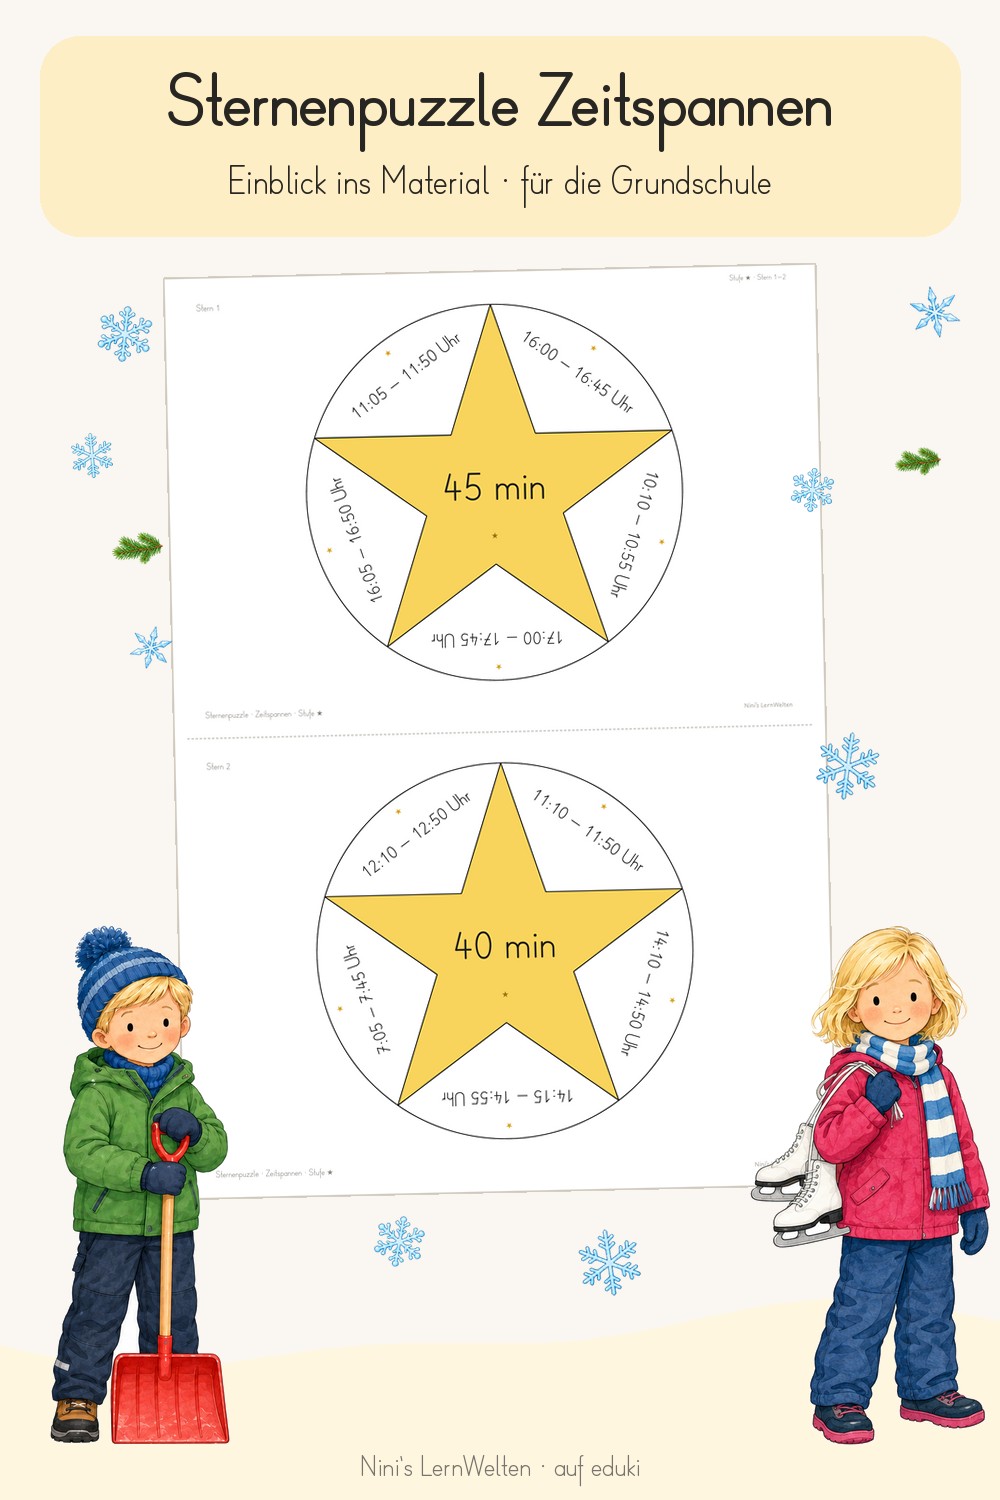 Sternenpuzzle Zeitspannen
Einblick ins Material · für die Grundschule
Stufe ★ · Stern 1–2
Stern 1
11:05 – 11:50 Uhr
16:00 – 16:45 Uhr
45 min
16:05 – 16:50 Uhr
10:10 – 10:55 Uhr
17:00 – 17:45 Uhr
Sternenpuzzle · Zeitspannen · Stufe ★
Nini's LernWelten
Stern 2
12:10 – 12:50 Uhr
11:10 – 11:50 Uhr
40 min
7:05 – 7:45 Uhr
14:10 – 14:50 Uhr
14:15 – 14:55 Uhr
Sternenpuzzle · Zeitspannen · Stufe ★
Nini's LernWelten · auf eduki